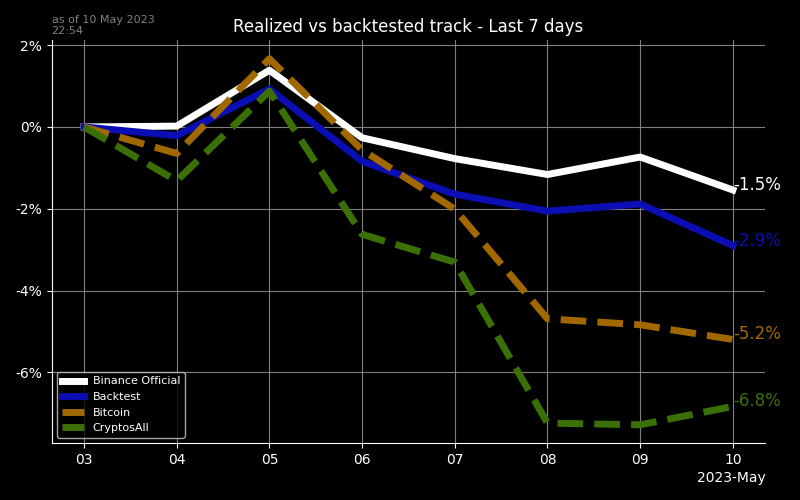 as of 10 May 2023
22:54
Realized vs backtested track - Last 7 days
2%
0%
-2%
-4%
-6%
-1.5%
-2.9%
-5.2%
-6.8%
Binance Official
Backtest
Bitcoin
CryptosAll
03 04 05 06 07 08 09 10
2023-May